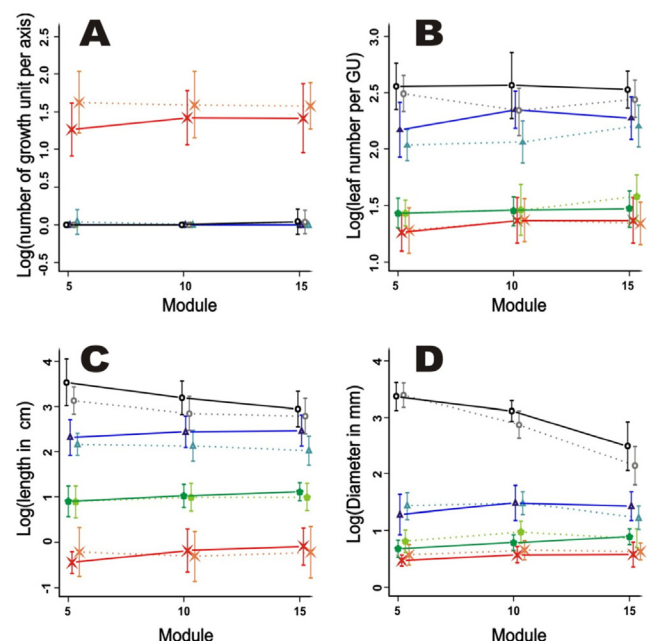 A
Log(number of growth unit per axis)
2.5
2.0
1.5
1.0
0.5
0.0
-0.5
5 10 15
Module
B
Log(leaf number per GU)
3.0
2.5
2.0
1.5
1.0
5 10 15
Module
C
Log(length in cm)
4
3
2
1
0
-1
5 10 15
Module
D
Log(Diameter in mm)
4
3
2
1
0
5 10 15
Module